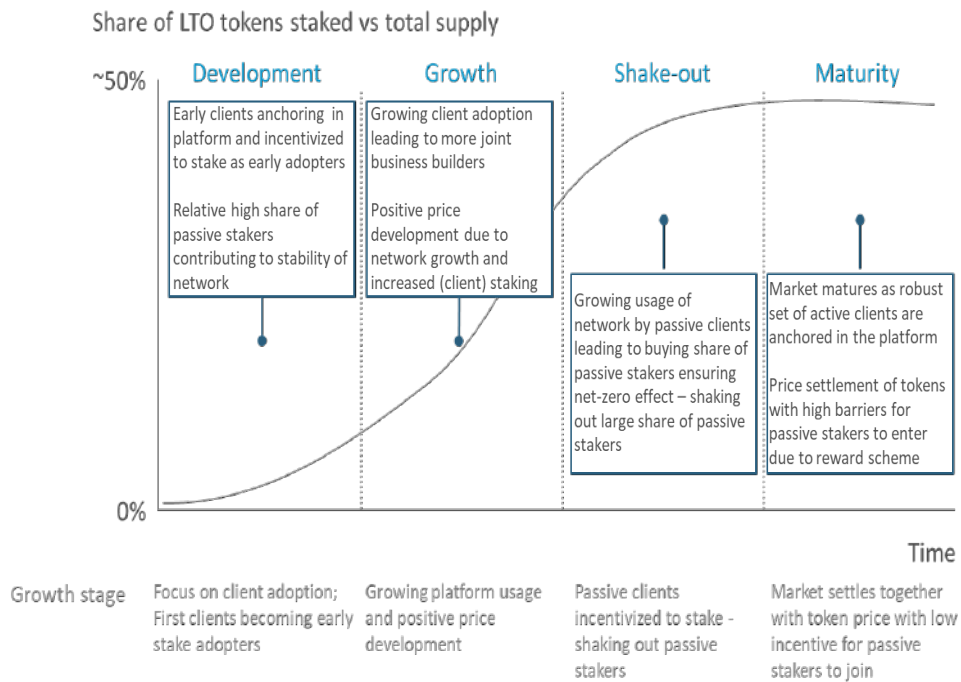 Share of LTO tokens staked vs total supply
~50%
Development
Growth
Shake-out
Maturity
Early clients anchoring in
platform and incentivized
to stake as early adopters
Relative high share of
passive stakers
contributing to stability of
network
Growing client adoption
leading to more joint
business builders
Positive price
development due to
network growth and
increased (client) staking
Growing usage of
network by passive clients
leading to buying share of
passive stakers ensuring
net-zero effect – shaking
out large share of passive
stakers
Market matures as robust
set of active clients are
anchored in the platform
Price settlement of tokens
with high barriers for
passive stakers to enter
due to reward scheme
0%
Time
Growth stage
Focus on client adoption;
First clients becoming early
stake adopters
Growing platform usage
and positive price
development
Passive clients
incentivized to stake -
shaking out passive
stakers
Market settles together
with token price with low
incentive for passive
stakers to join